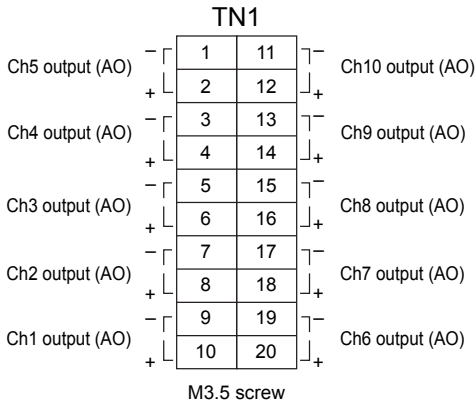 TN1
– 1 11 –
Ch5 output (AO) Ch10 output (AO)
+ 2 12 +
– 3 13 –
Ch4 output (AO) Ch9 output (AO)
+ 4 14 +
– 5 15 –
Ch3 output (AO) Ch8 output (AO)
+ 6 16 +
– 7 17 –
Ch2 output (AO) Ch7 output (AO)
+ 8 18 +
– 9 19 –
Ch1 output (AO) Ch6 output (AO)
+ 10 20 +
M3.5 screw